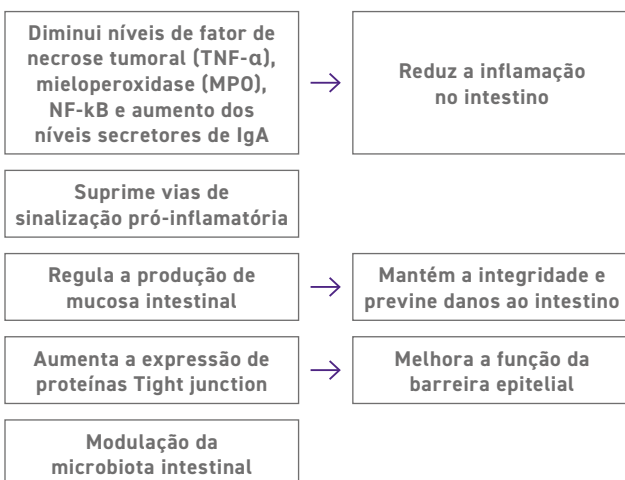 Diminui níveis de fator de
necrose tumoral (TNF-α),
mieloperoxidase (MPO),
NF-kB e aumento dos
níveis secretores de IgA
Reduz a inflamação
no intestino
Suprime vias de
sinalização pró-inflamatória
Regula a produção de
mucosa intestinal
Mantém a integridade e
previne danos ao intestino
Aumenta a expressão de
proteínas Tight junction
Melhora a função da
barreira epitelial
Modulação da
microbiota intestinal